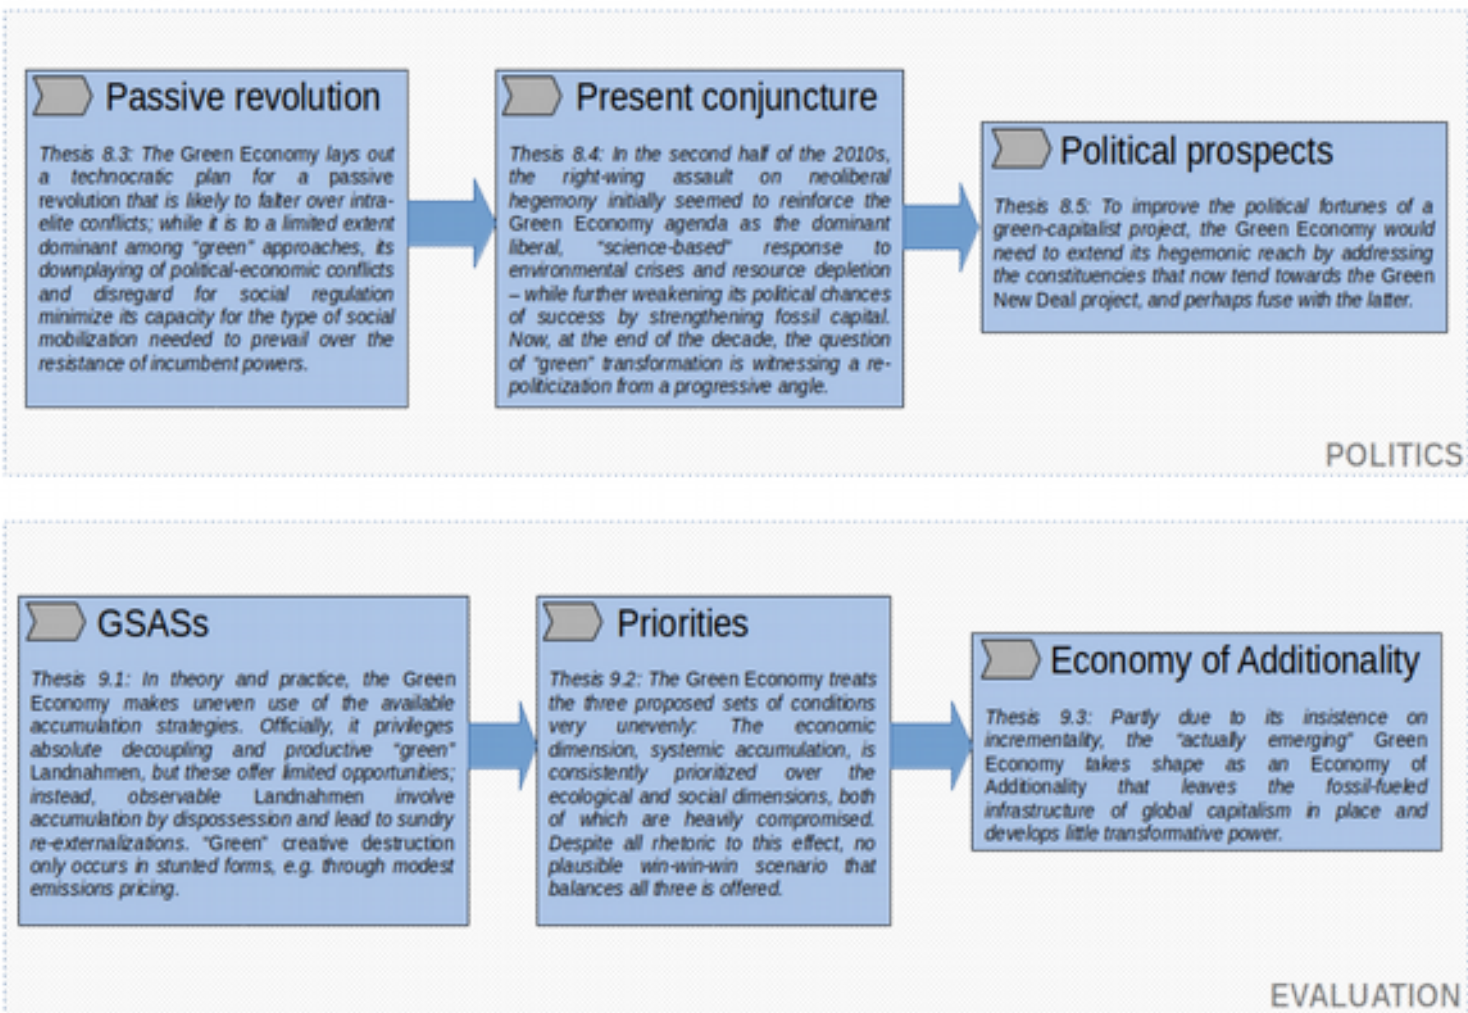 Passive revolution
Thesis 8.3: The Green Economy lays out
a technocratic plan for a passive
revolution that is likely to falter over intra-
elite conflicts; while it is to a limited extent
dominant among "green" approaches, its
downplaying of political-economic conflicts
and disregard for social regulation
minimize its capacity for the type of social
mobilization needed to prevail over the
resistance of incumbent powers.
Present conjuncture
Thesis 8.4: In the second half of the 2010s,
the right-wing assault on neoliberal
hegemony initially seemed to reinforce the
Green Economy agenda as the dominant
liberal, "science-based" response to
environmental crises and resource depletion
– while further weakening its political chances
of success by strengthening fossil capital.
Now, at the end of the decade, the question
of "green" transformation is witnessing a re-
politicization from a progressive angle.
Political prospects
Thesis 8.5: To improve the political fortunes of a
green-capitalist project, the Green Economy would
need to extend its hegemonic reach by addressing
the constituencies that now tend towards the Green
New Deal project, and perhaps fuse with the latter.
POLITICS
GSASs
Thesis 9.1: In theory and practice, the Green
Economy makes uneven use of the available
accumulation strategies. Officially, it privileges
absolute decoupling and productive "green"
Landnahmen, but these offer limited opportunities;
instead, observable Landnahmen involve
accumulation by dispossession and lead to sundry
re-externalizations. "Green" creative destruction
only occurs in stunted forms, e.g. through modest
emissions pricing.
Priorities
Thesis 9.2: The Green Economy treats
the three proposed sets of conditions
very unevenly: The economic
dimension, systemic accumulation, is
consistently prioritized over the
ecological and social dimensions, both
of which are heavily compromised.
Despite all rhetoric to this effect, no
plausible win-win-win scenario that
balances all three is offered.
Economy of Additionality
Thesis 9.3: Partly due to its insistence on
incrementality, the "actually emerging" Green
Economy takes shape as an Economy of
Additionality that leaves the fossil-fueled
infrastructure of global capitalism in place and
develops little transformative power.
EVALUATION